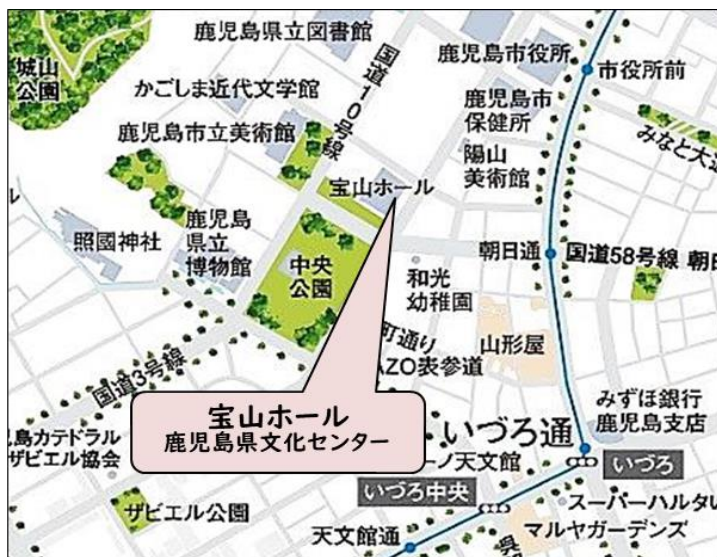 鹿児島県立図書館
国道10号線
鹿児島市役所
市役所前
城山
公園
かごしま近代文学館
鹿児島市
保健所
みなと大通
鹿児島市立美術館
陽山
美術館
宝山ホール
照國神社
鹿児島
県立
博物館
中央
公園
朝日通
国道58号線
朝日
和光
幼稚園
町通り
AZO表参道
山形屋
国道3号線
宝山ホール
鹿児島県文化センター
みずほ銀行
鹿児島支店
児島カテドラル
ザビエル協会
いづろ通
ーノ天文館
いづろ
いづろ中央
ザビエル公園
スーパーハルタ
マルヤガーデンズ
天文館通
呉